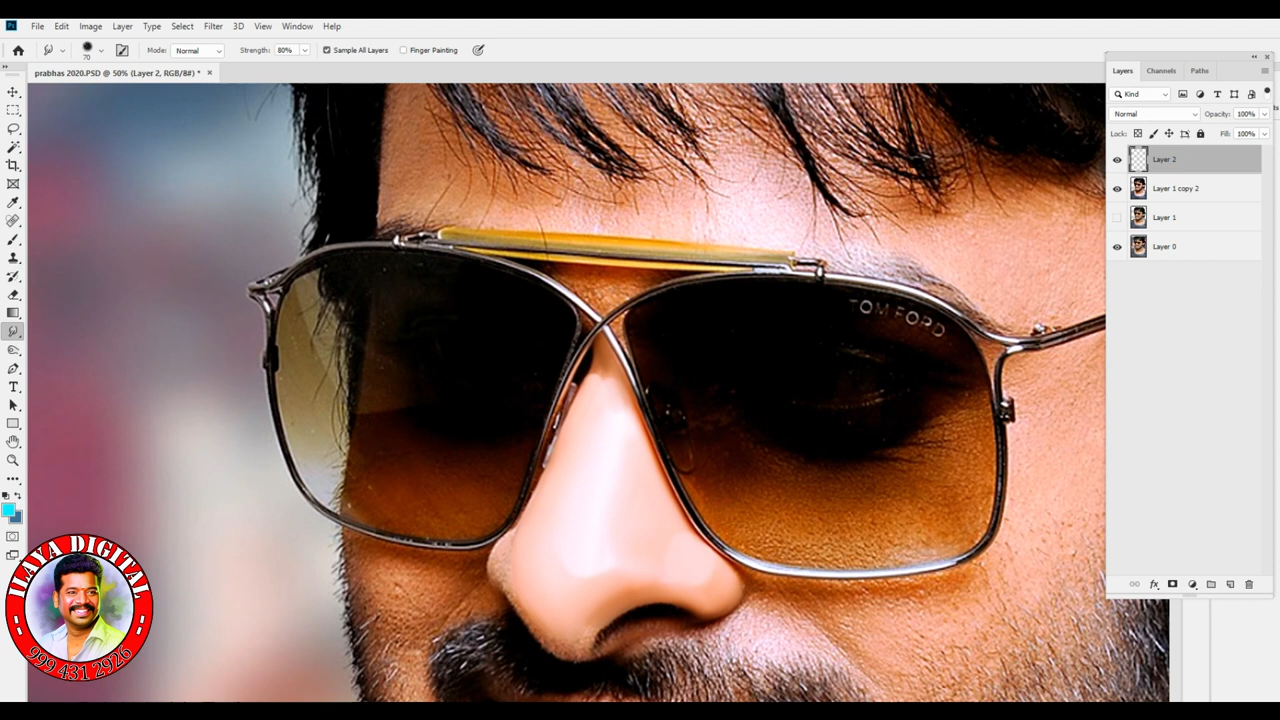 File Edit Image Layer Type Select Filter 3D View Window Help
70 Mode: Normal Strength: 80% Sample All Layers Finger Painting
prabhas 2020.PSD @ 50% (Layer 2, RGB/8#) * ×
Layers Channels Paths
Kind
Normal Opacity: 100%
Lock: Fill: 100%
Layer 2
Layer 1 copy 2
Layer 1
Layer 0
TOM FORD
ILAYA DIGITAL
999 431 2926